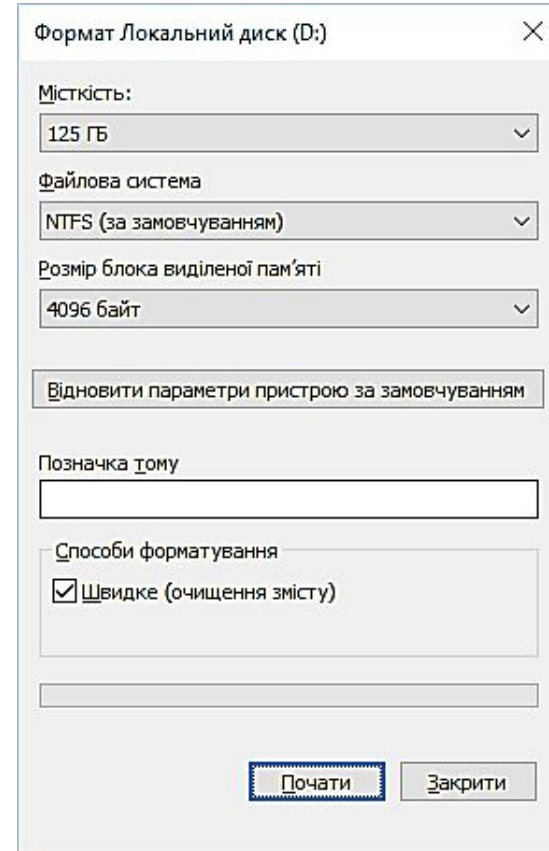 Формат Локальний диск (D:)
Місткість:
125 ГБ
Файлова система
NTFS (за замовчуванням)
Розмір блока виділеної пам'яті
4096 байт
Відновити параметри пристрою за замовчуванням
Позначка тому
Способи форматування
Швидке (очищення змісту)
Почати
Закрити